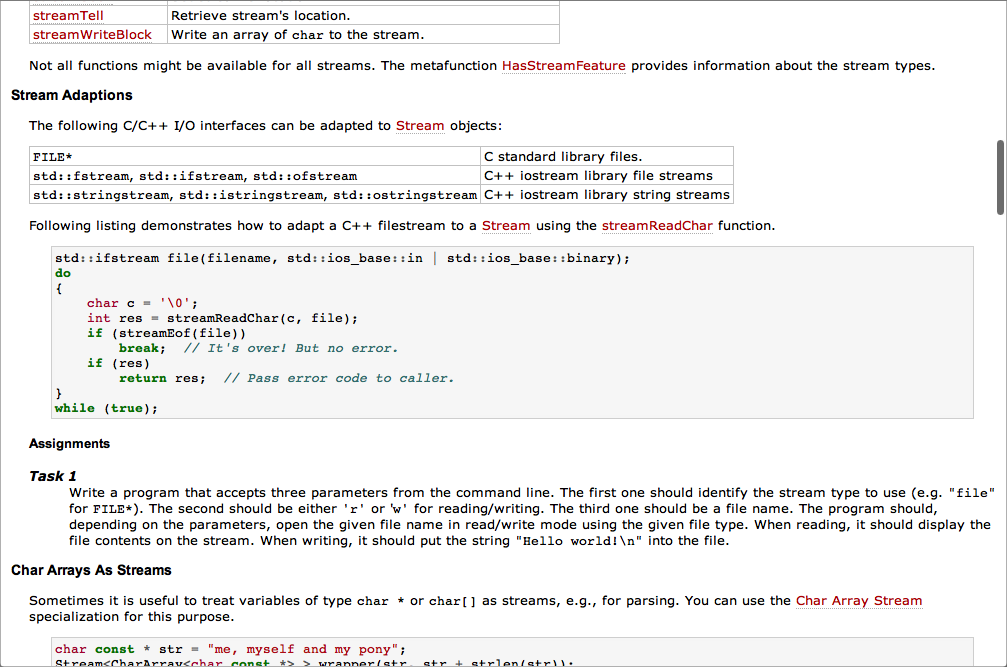 streamTell Retrieve stream's location.
streamWriteBlock Write an array of char to the stream.
Not all functions might be available for all streams. The metafunction HasStreamFeature provides information about the stream types.
Stream Adaptions
The following C/C++ I/O interfaces can be adapted to Stream objects:
FILE* C standard library files.
std::fstream, std::ifstream, std::ofstream C++ iostream library file streams
std::stringstream, std::istringstream, std::ostringstream C++ iostream library string streams
Following listing demonstrates how to adapt a C++ filestream to a Stream using the streamReadChar function.
std::ifstream file(filename, std::ios_base::in | std::ios_base::binary);
do
{
    char c = '\0';
    int res = streamReadChar(c, file);
    if (streamEof(file))
        break;  // It's over! But no error.
    if (res)
        return res;  // Pass error code to caller.
}
while (true);
Assignments
Task 1
Write a program that accepts three parameters from the command line. The first one should identify the stream type to use (e.g. "file"
for FILE*). The second should be either 'r' or 'w' for reading/writing. The third one should be a file name. The program should,
depending on the parameters, open the given file name in read/write mode using the given file type. When reading, it should display the
file contents on the stream. When writing, it should put the string "Hello world!\n" into the file.
Char Arrays As Streams
Sometimes it is useful to treat variables of type char * or char[] as streams, e.g., for parsing. You can use the Char Array Stream
specialization for this purpose.
char const * str = "me, myself and my pony";
Stream<CharArray<char const *> > wrapper(str, str + strlen(str));